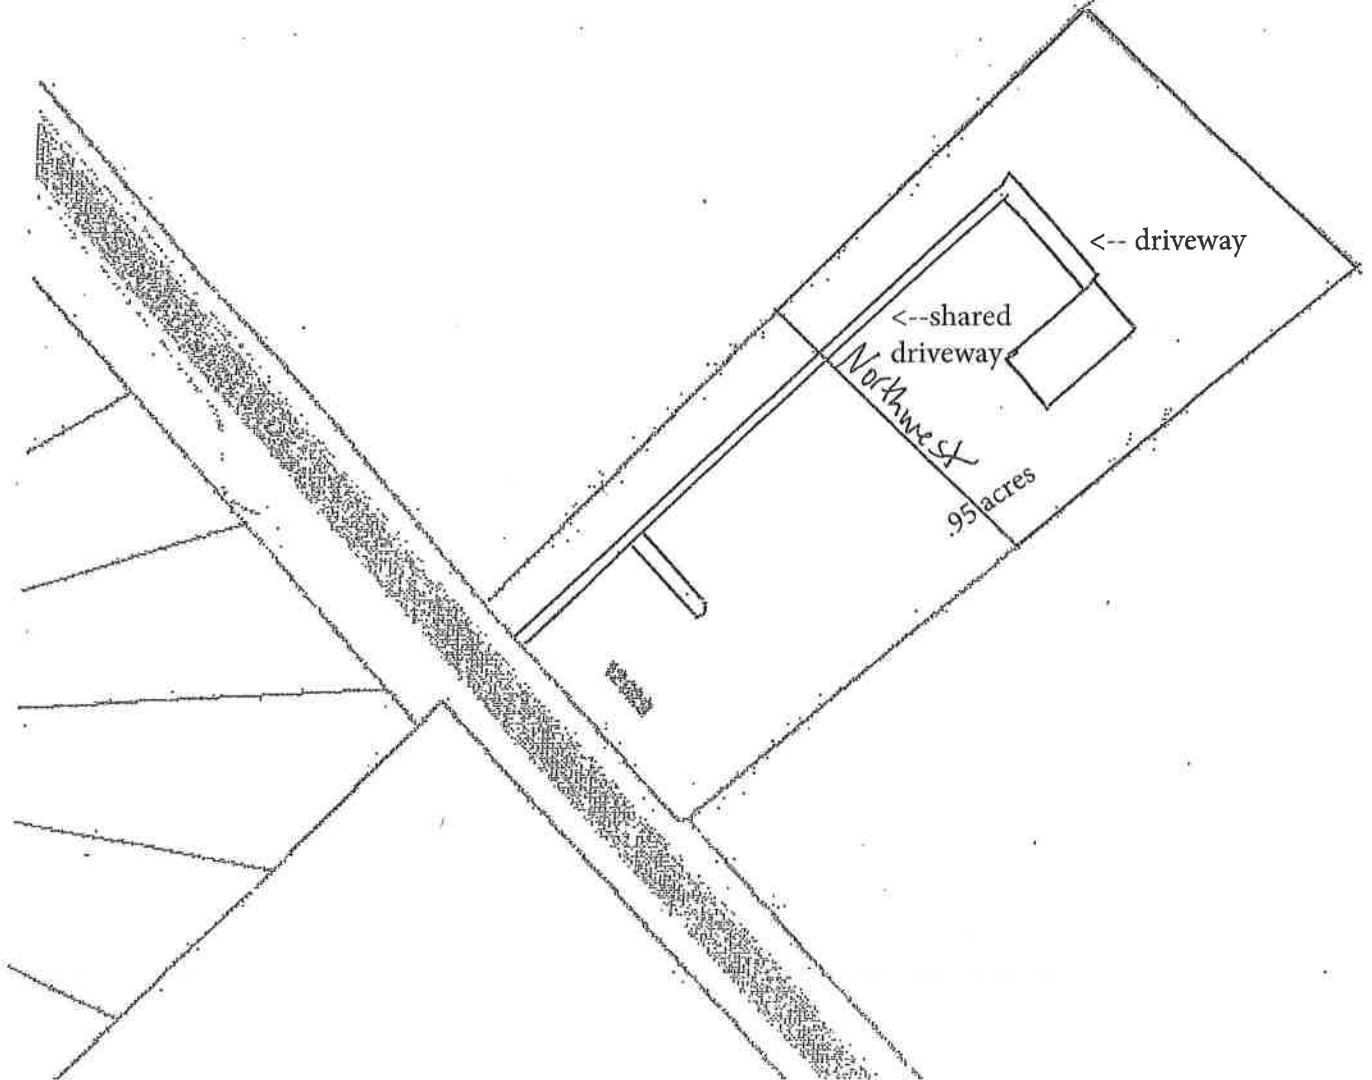 <-- driveway
<--shared
driveway
Northwest
.95 acres